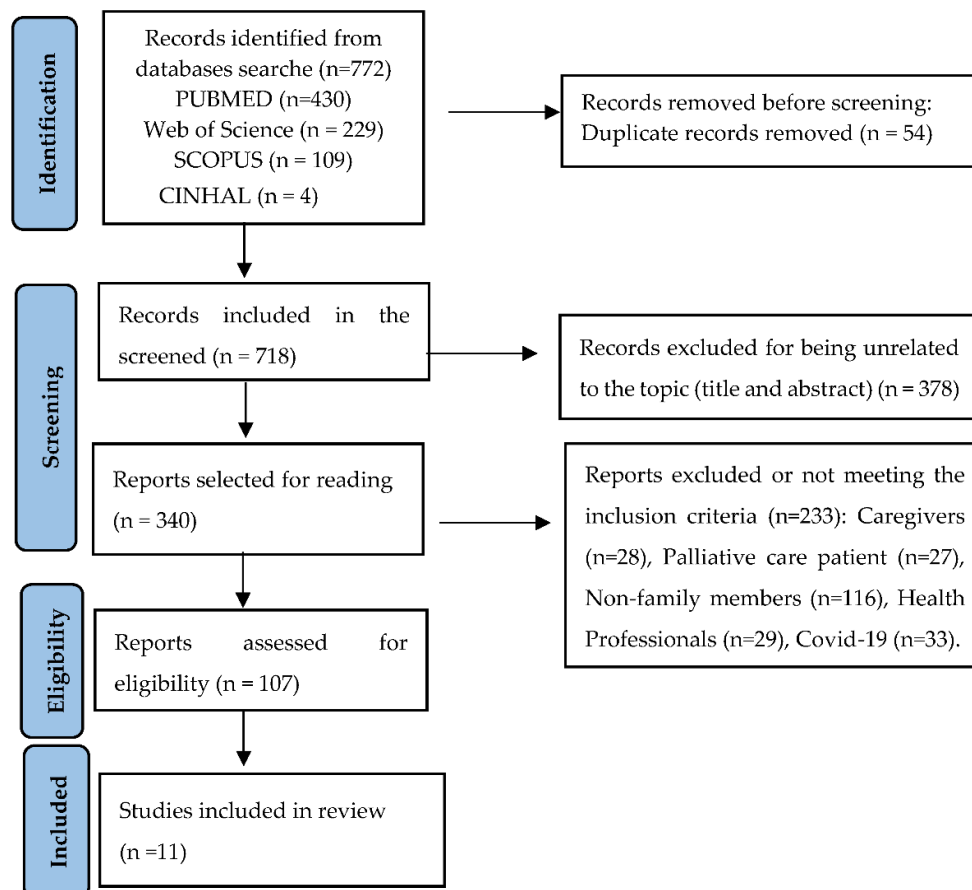 Identification
Records identified from
databases searche (n=772)
PUBMED (n=430)
Web of Science (n = 229)
SCOPUS (n = 109)
CINHAL (n = 4)
Records removed before screening:
Duplicate records removed (n = 54)
Screening
Records included in the
screened (n = 718)
Records excluded for being unrelated
to the topic (title and abstract) (n = 378)
Reports selected for reading
(n = 340)
Reports excluded or not meeting the
inclusion criteria (n=233): Caregivers
(n=28), Palliative care patient (n=27),
Non-family members (n=116), Health
Professionals (n=29), Covid-19 (n=33).
Eligibility
Reports assessed for
eligibility (n = 107)
Included
Studies included in review
(n =11)